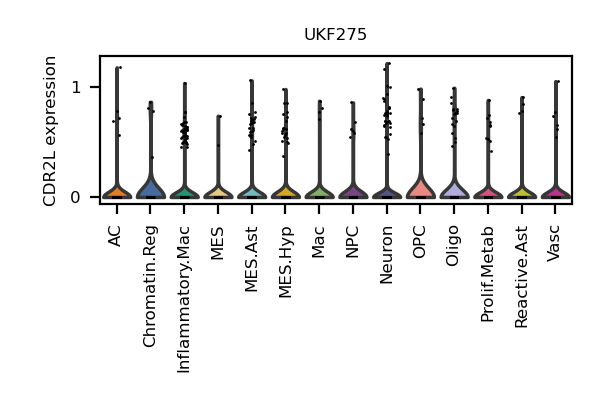 UKF275
CDR2L expression
1
0
AC
Chromatin.Reg
Inflammatory.Mac
MES
MES.Ast
MES.Hyp
Mac
NPC
Neuron
OPC
Oligo
Prolif.Metab
Reactive.Ast
Vasc